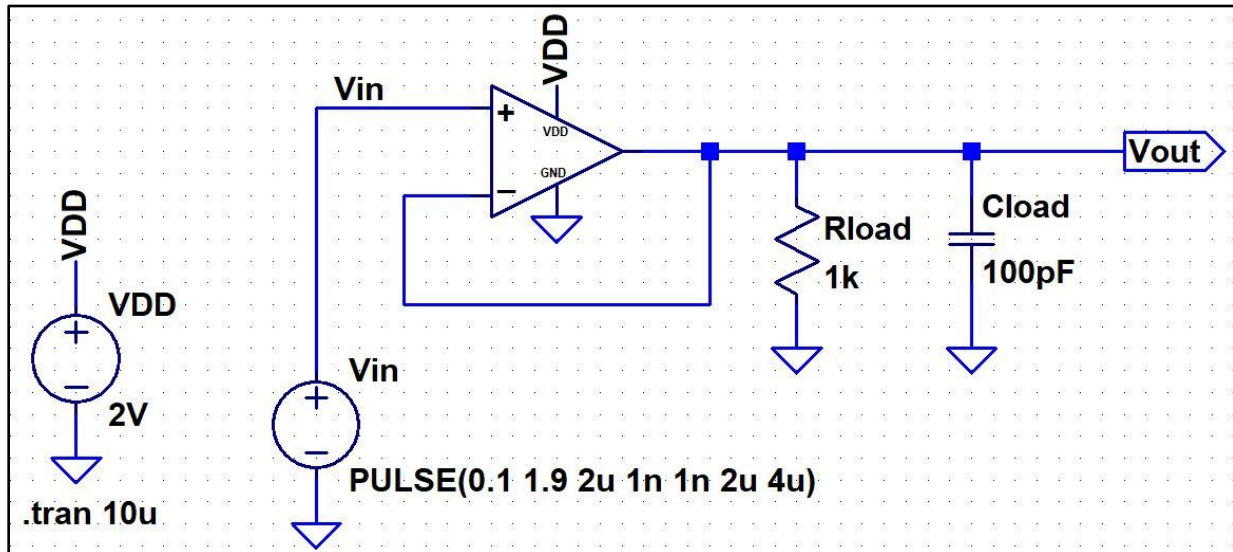 VDD
VDD
2V
.tran 10u
Vin
Vin
PULSE(0.1 1.9 2u 1n 1n 2u 4u)
VDD
+
VDD
GND
−
Rload
1k
Cload
100pF
Vout
+
−
+
−